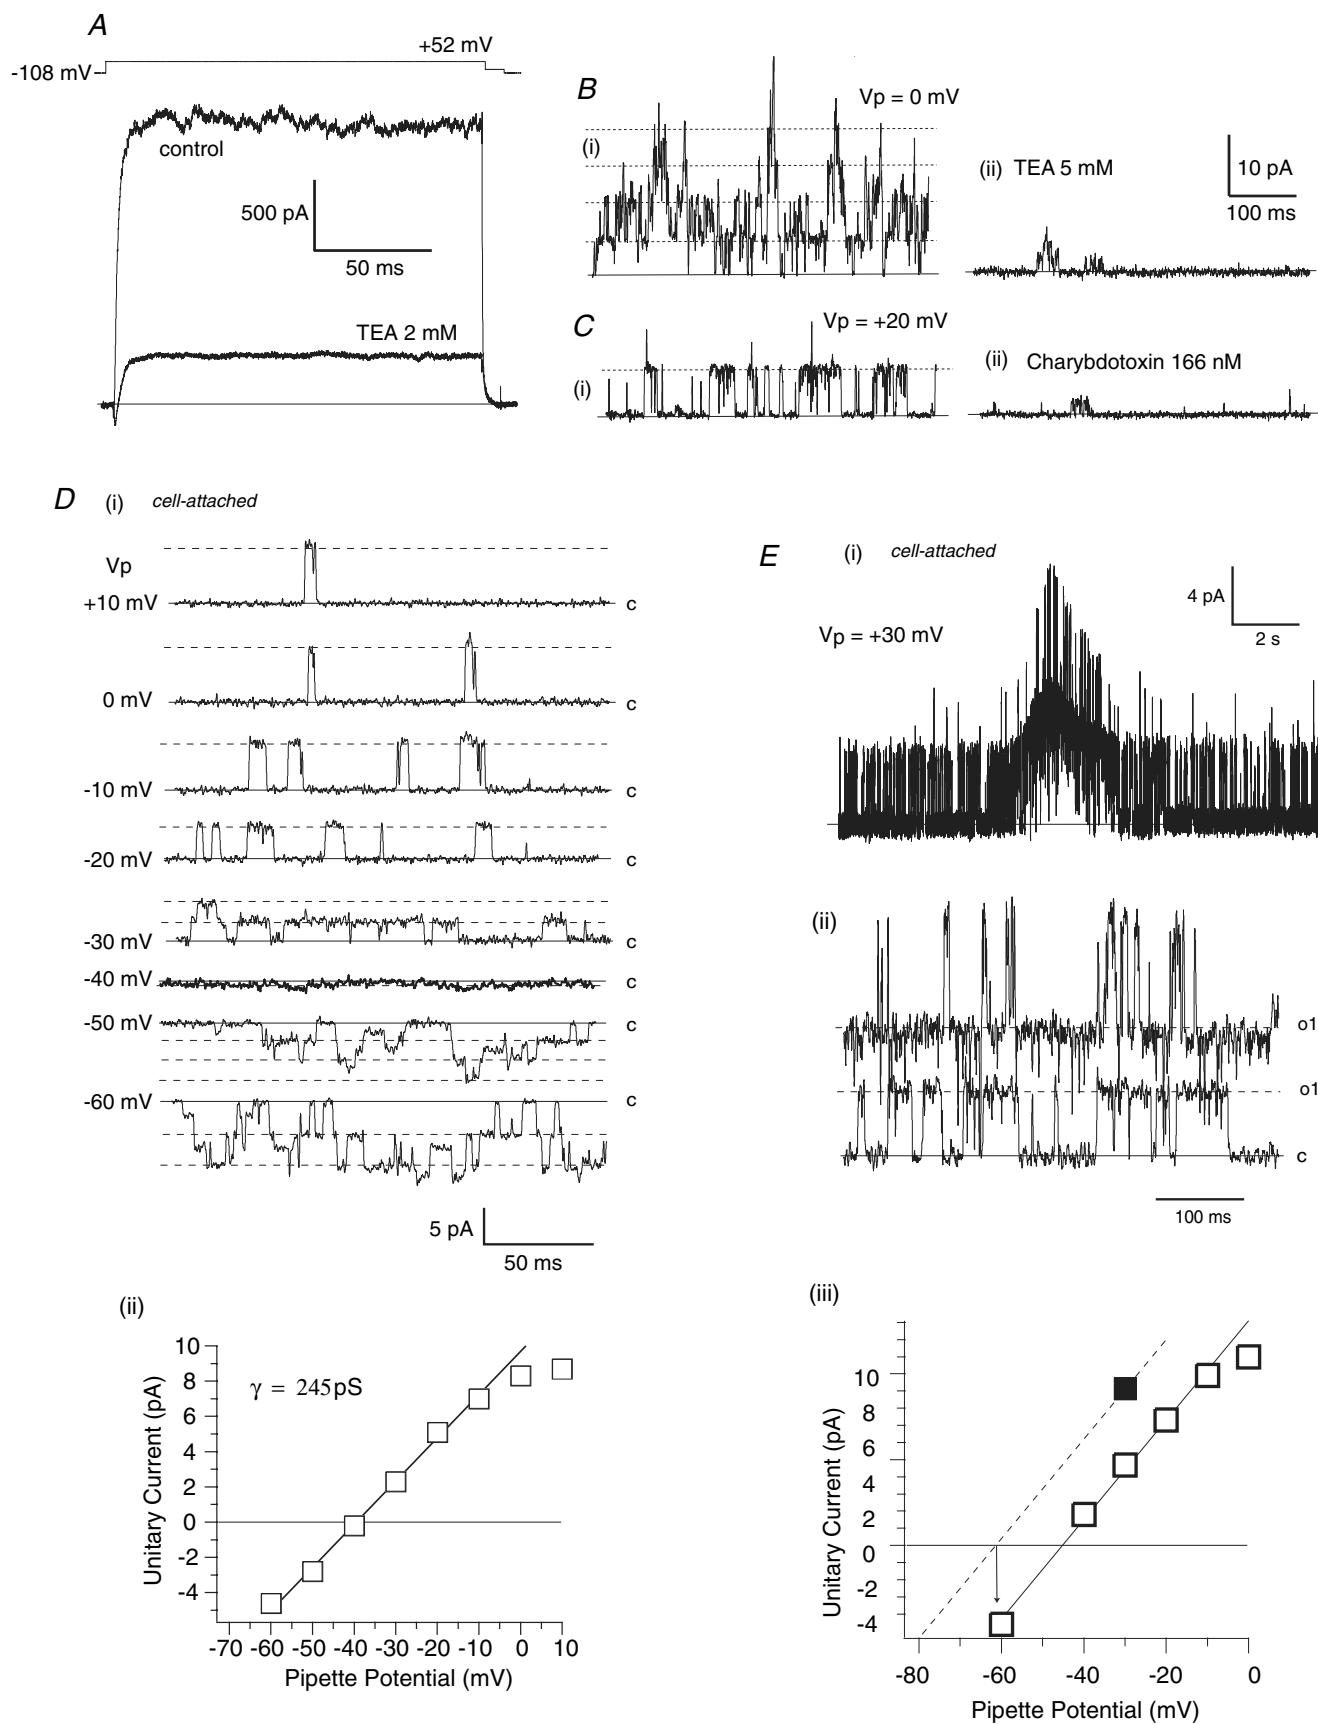 A
+52 mV
-108 mV
control
500 pA
50 ms
TEA 2 mM
B
Vp = 0 mV
(i)
(ii) TEA 5 mM
10 pA
100 ms
C
Vp = +20 mV
(i)
(ii) Charybdotoxin 166 nM
D (i) cell-attached
Vp
+10 mV c
0 mV c
-10 mV c
-20 mV c
-30 mV c
-40 mV c
-50 mV c
-60 mV c
5 pA
50 ms
(ii)
γ = 245pS
Unitary Current (pA)
10
8
6
4
2
0
-2
-4
-70 -60 -50 -40 -30 -20 -10 0 10
Pipette Potential (mV)
E (i) cell-attached
Vp = +30 mV
4 pA
2 s
(ii)
o1
o1
c
100 ms
(iii)
Unitary Current (pA)
10
8
6
4
2
0
-2
-4
-80 -60 -40 -20 0
Pipette Potential (mV)